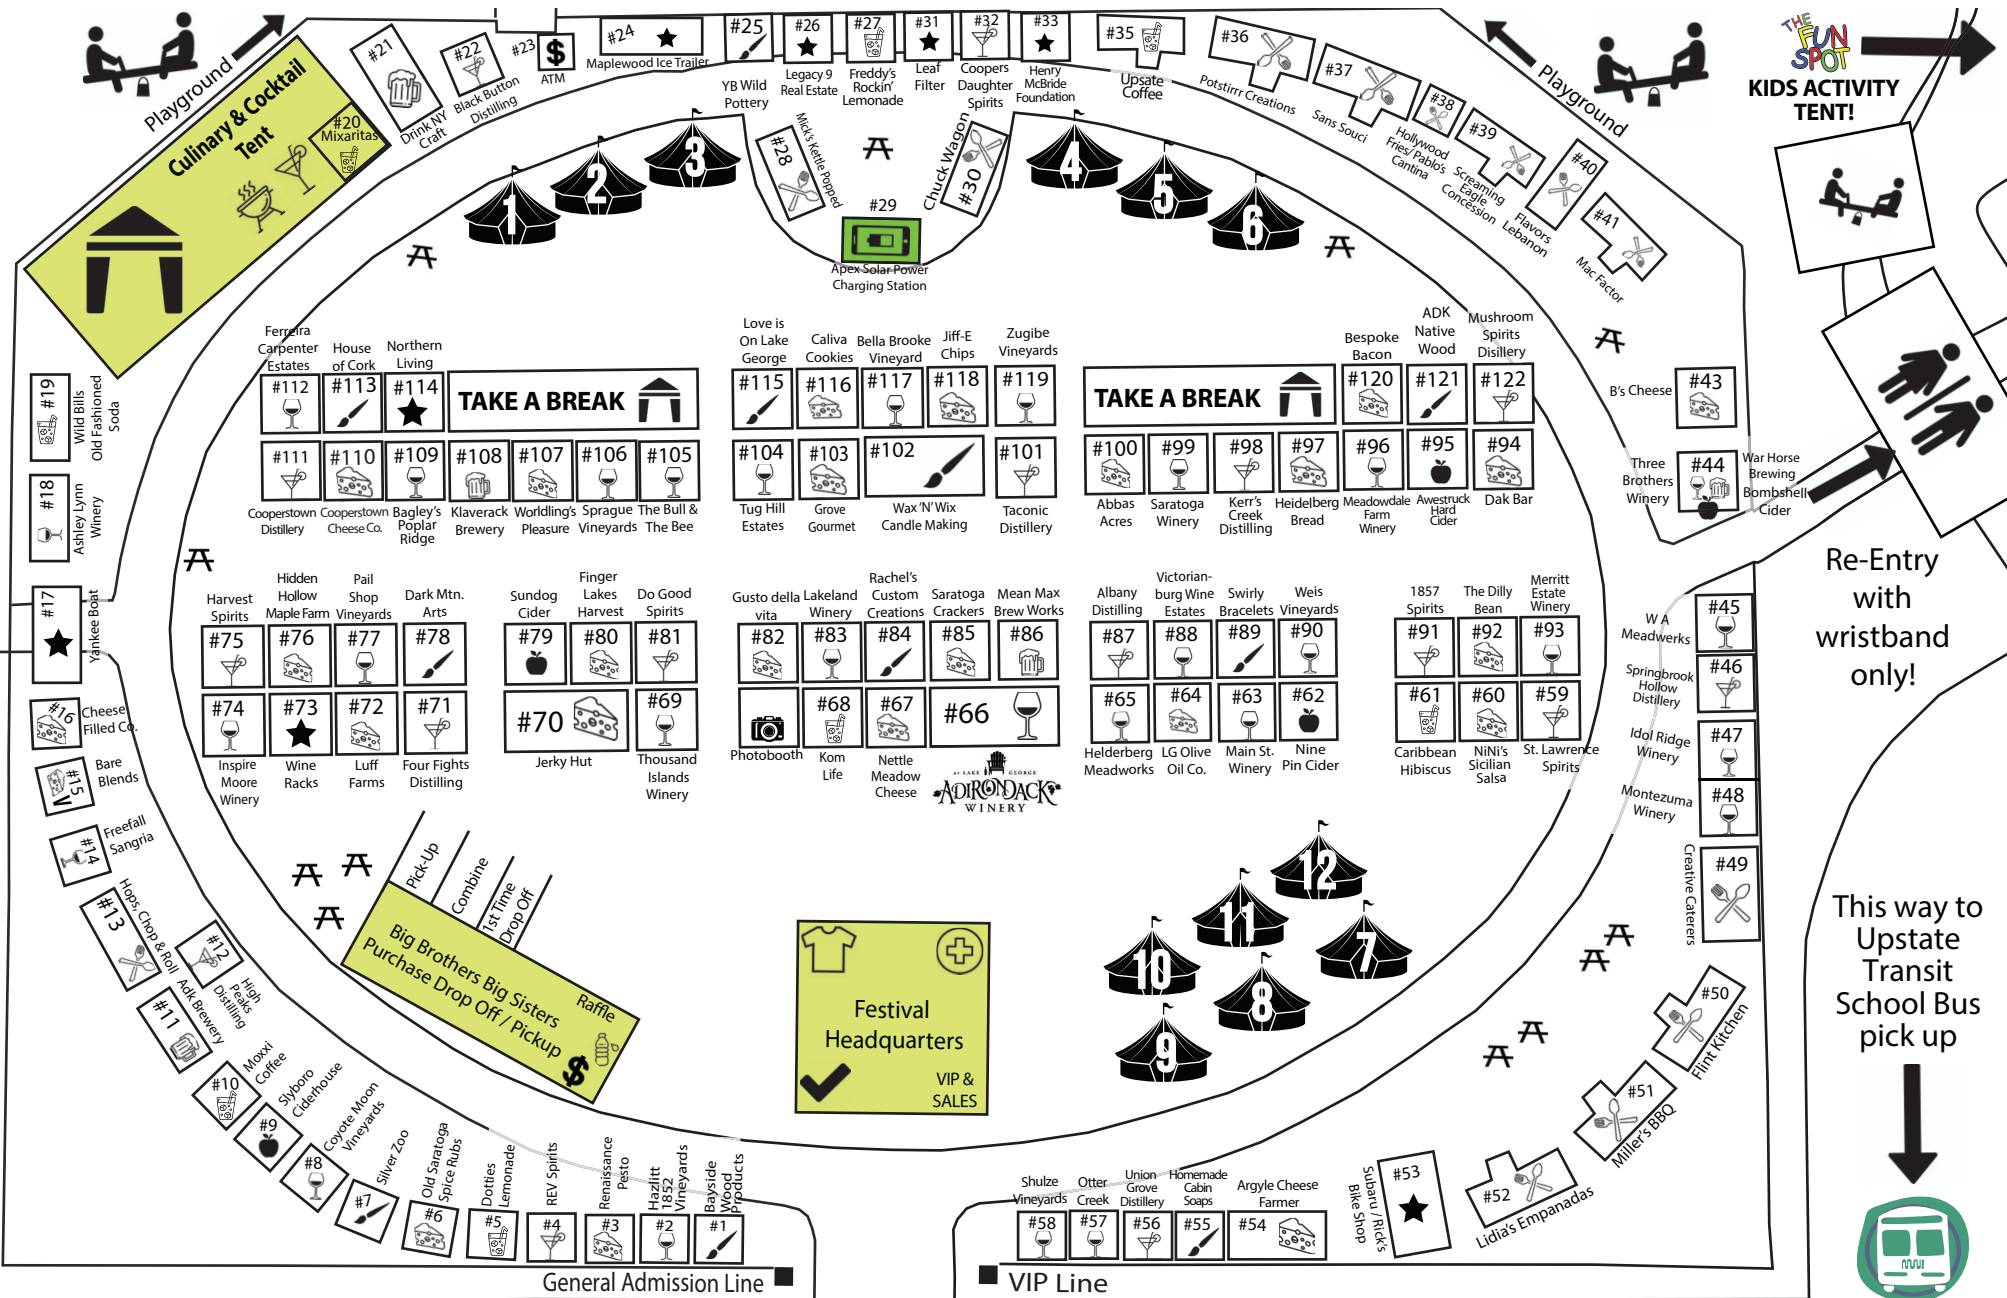 Playground
Culinary & Cocktail
Tent
#20
Mixaritas
#21
Drink NY
Craft
#22
Black Button
Distilling
#23
$
ATM
#24
Maplewood Ice Trailer
#25
YB Wild
Pottery
#26
Legacy 9
Real Estate
#27
Freddy's
Rockin'
Lemonade
#31
Leaf
Filter
#32
Coopers
Daughter
Spirits
#33
Henry
McBride
Foundation
#35
Upsate
Coffee
#36
Potstirrr Creations
#37
Sans Souci
#38
Hollywood
Fries/Pablo's
Cantina
#39
Screaming
Eagle
Concession
#40
Flavors
Lebanon
#41
Mac Factor
Playground
THE
FUN
SPOT
KIDS ACTIVITY
TENT!
1
2
3
#28
Mick's Kettle Popped
#29
Apex Solar Power
Charging Station
Chuck Wagon
#30
4
5
6
Ferreira
Carpenter
Estates
#112
House
of Cork
#113
Northern
Living
#114
TAKE A BREAK
Love is
On Lake
George
#115
Caliva
Cookies
#116
Bella Brooke
Vineyard
#117
Jiff-E
Chips
#118
Zugibe
Vineyards
#119
TAKE A BREAK
Bespoke
Bacon
#120
ADK
Native
Wood
#121
Mushroom
Spirits
Disillery
#122
B's Cheese
#43
#111
Cooperstown
Distillery
#110
Cooperstown
Cheese Co.
#109
Bagley's
Poplar
Ridge
#108
Klaverack
Brewery
#107
Worldling's
Pleasure
#106
Sprague
Vineyards
#105
The Bull &
The Bee
#104
Tug Hill
Estates
#103
Grove
Gourmet
#102
Wax 'N' Wix
Candle Making
#101
Taconic
Distillery
#100
Abbas
Acres
#99
Saratoga
Winery
#98
Kerr's
Creek
Distilling
#97
Heidelberg
Bread
#96
Meadowdale
Farm
Winery
#95
Awestruck
Hard
Cider
#94
Dak Bar
Three
Brothers
Winery
#44
War Horse
Brewing
Bombshell
Cider
Re-Entry
with
wristband
only!
#19
Wild Bills
Old Fashioned
Soda
#18
Ashley Lynn
Winery
#17
Yankee Boat
#16
Cheese
Filled Co.
#15
V
Bare
Blends
#14
Freefall
Sangria
#13
Hops, Chop & Roll
#12
High
Peaks
Distilling
#11
Adk Brewery
#10
Moxxi
Coffee
#9
Slyboro
Ciderhouse
#8
Coyote Moon
Vineyards
#7
Silver Zoo
#6
Old Saratoga
Spice Rubs
#5
Dotties
Lemonade
#4
REV Spirits
#3
Renaissance
Pesto
#2
Hazlitt
1852
Vineyards
#1
Bayside
Wood
Products
Harvest
Spirits
#75
Hidden
Hollow
Maple Farm
#76
Pail
Shop
Vineyards
#77
Dark Mtn.
Arts
#78
Sundog
Cider
#79
Finger
Lakes
Harvest
#80
Do Good
Spirits
#81
Gusto della
vita
#82
Lakeland
Winery
#83
Rachel's
Custom
Creations
#84
Saratoga
Crackers
#85
Mean Max
Brew Works
#86
Albany
Distilling
#87
Victorian-
burg Wine
Estates
#88
Swirly
Bracelets
#89
Weis
Vineyards
#90
1857
Spirits
#91
The Dilly
Bean
#92
Merritt
Estate
Winery
#93
#74
Inspire
Moore
Winery
#73
Wine
Racks
#72
Luff
Farms
#71
Four Fights
Distilling
#70
Jerky Hut
#69
Thousand
Islands
Winery
Photobooth
#68
Kom
Life
#67
Nettle
Meadow
Cheese
#66
AT LAKE GEORGE
ADIRONDACK
WINERY
#65
Helderberg
Meadworks
#64
LG Olive
Oil Co.
#63
Main St.
Winery
#62
Nine
Pin Cider
#61
Caribbean
Hibiscus
#60
NiNi's
Sicilian
Salsa
#59
St. Lawrence
Spirits
W A
Meadwerks
#45
Springbrook
Hollow
Distillery
#46
Idol Ridge
Winery
#47
Montezuma
Winery
#48
Creative Caterers
#49
#50
Flint Kitchen
#51
Miller's BBQ
#52
Lidia's Empanadas
#53
Subaru / Rick's
Bike Shop
Pick-Up
Combine
1st Time
Drop Off
Big Brothers Big Sisters
Purchase Drop Off / Pickup
Raffle
$
Festival
Headquarters
VIP &
SALES
12
11
10
7
8
9
Shulze
Vineyards
#58
Otter
Creek
#57
Union
Grove
Distillery
#56
Homemade
Cabin
Soaps
#55
Argyle Cheese
Farmer
#54
This way to
Upstate
Transit
School Bus
pick up
General Admission Line
VIP Line